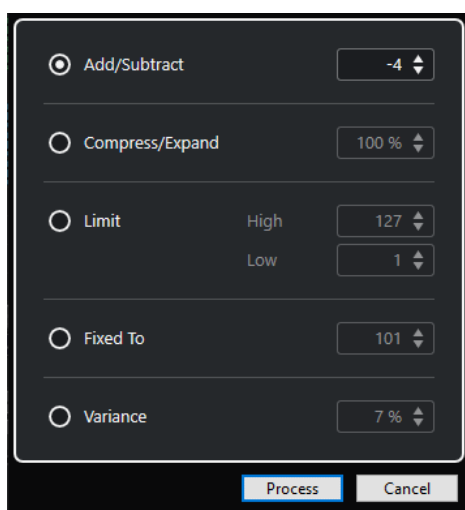 Add/Subtract -4
Compress/Expand 100 %
Limit High 127
Low 1
Fixed To 101
Variance 7 %
Process Cancel